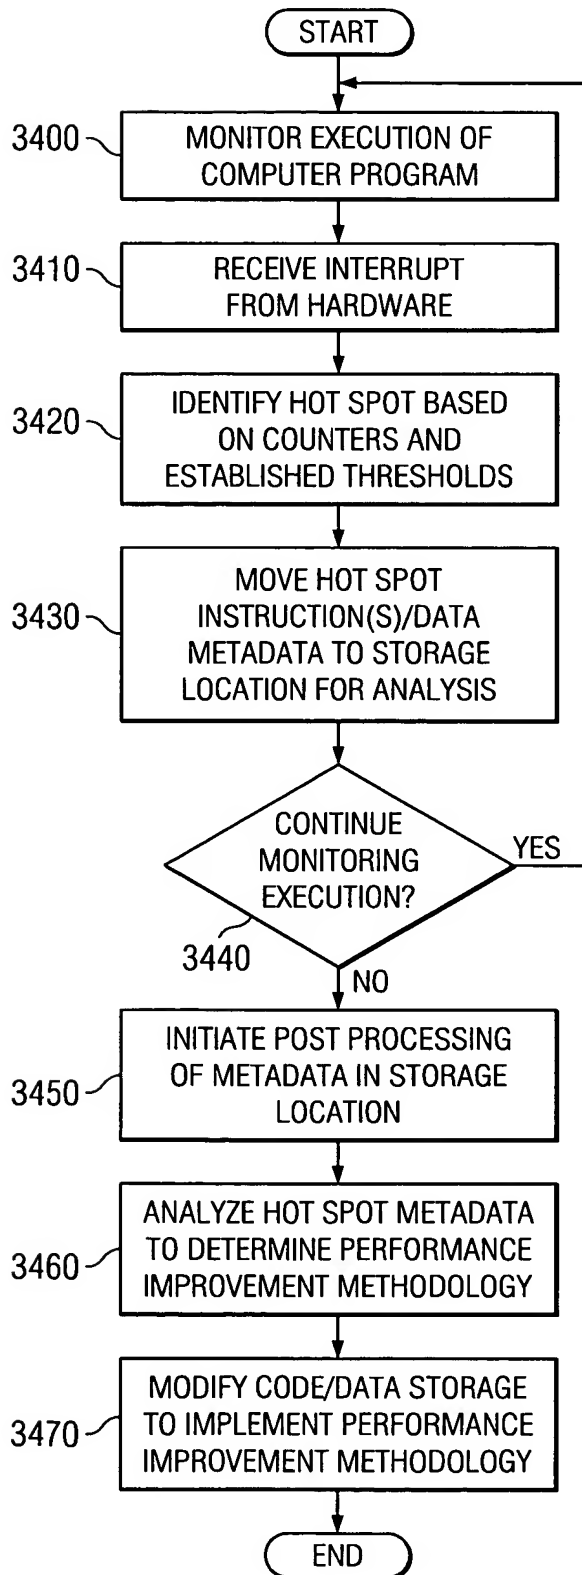 START
3400
MONITOR EXECUTION OF
COMPUTER PROGRAM
3410
RECEIVE INTERRUPT
FROM HARDWARE
3420
IDENTIFY HOT SPOT BASED
ON COUNTERS AND
ESTABLISHED THRESHOLDS
3430
MOVE HOT SPOT
INSTRUCTION(S)/DATA
METADATA TO STORAGE
LOCATION FOR ANALYSIS
CONTINUE
MONITORING
EXECUTION?
YES
3440
NO
3450
INITIATE POST PROCESSING
OF METADATA IN STORAGE
LOCATION
3460
ANALYZE HOT SPOT METADATA
TO DETERMINE PERFORMANCE
IMPROVEMENT METHODOLOGY
3470
MODIFY CODE/DATA STORAGE
TO IMPLEMENT PERFORMANCE
IMPROVEMENT METHODOLOGY
END